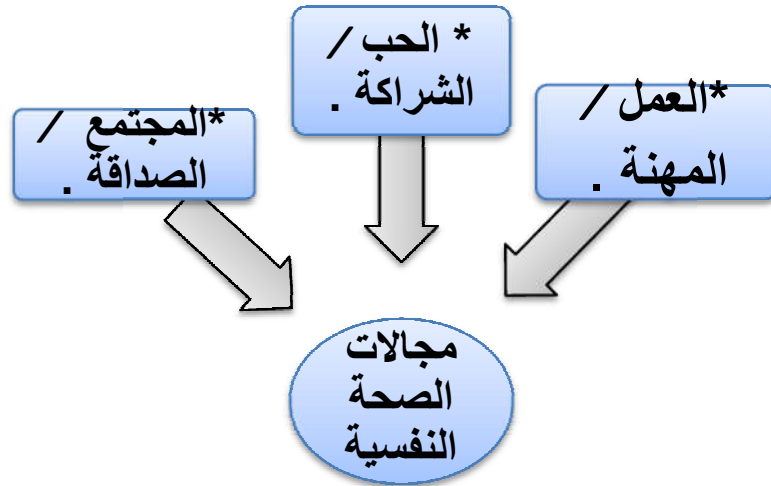 * الحب /
الشراكة .
*العمل /
المهنة .
*المجتمع /
الصداقة .
مجالات
الصحة
النفسية